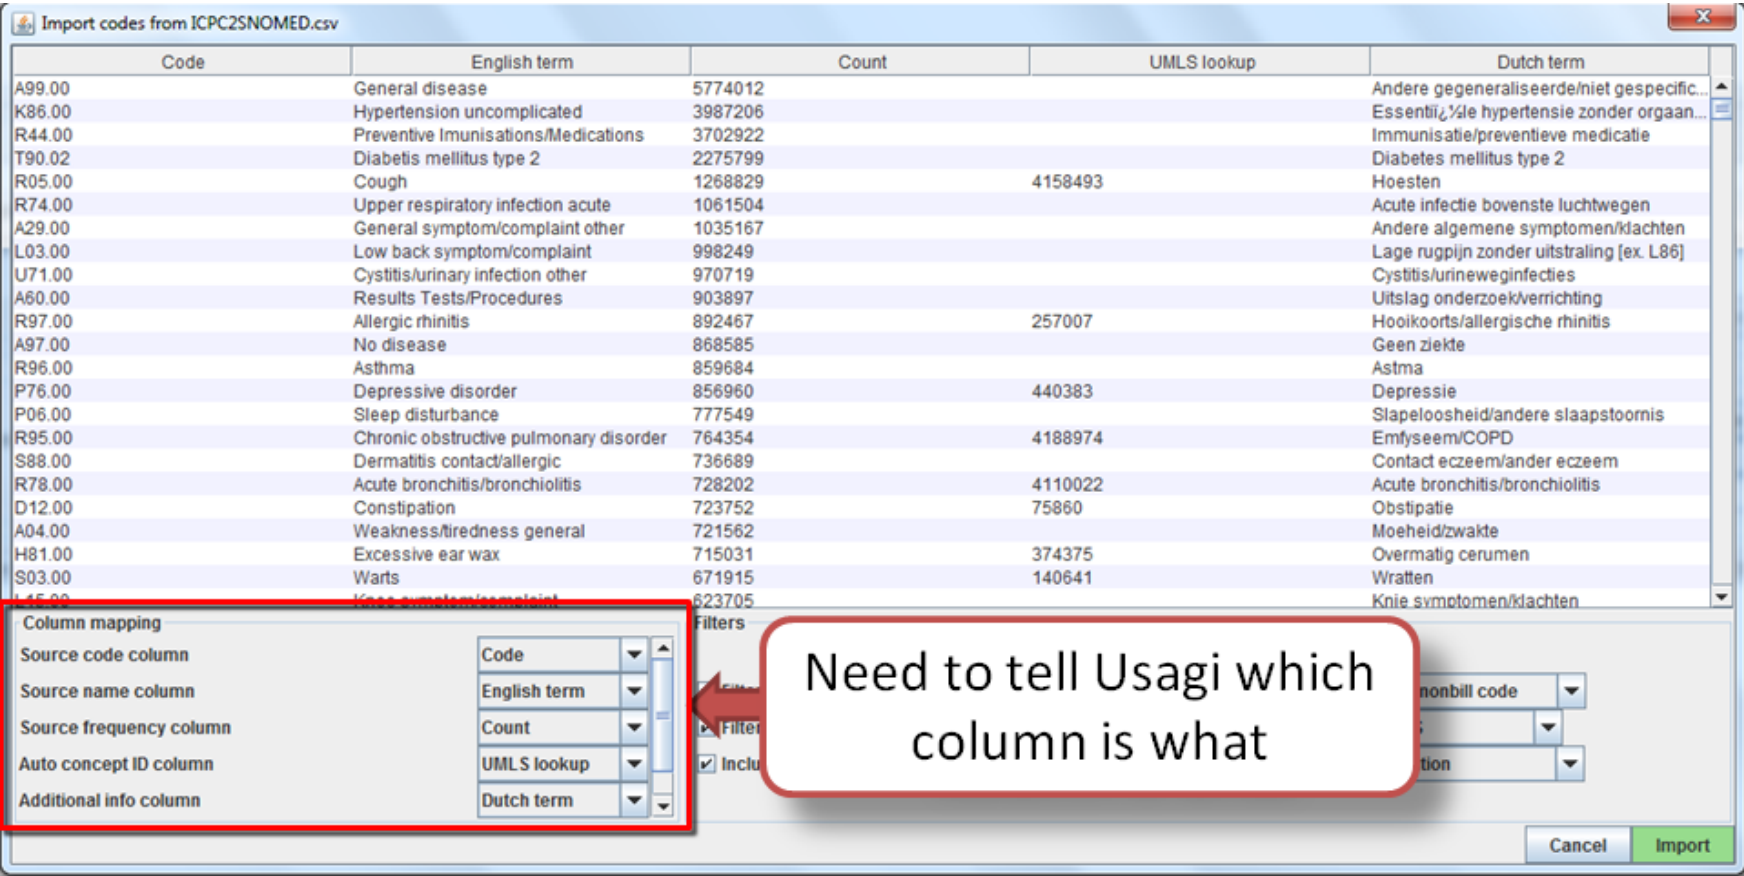 Import codes from ICPC2SNOMED.csv
Code English term Count UMLS lookup Dutch term
A99.00 General disease 5774012 Andere gegeneraliseerde/niet gespecific...
K86.00 Hypertension uncomplicated 3987206 Essentiï¿½le hypertensie zonder orgaan...
R44.00 Preventive Imunisations/Medications 3702922 Immunisatie/preventieve medicatie
T90.02 Diabetis mellitus type 2 2275799 Diabetes mellitus type 2
R05.00 Cough 1268829 4158493 Hoesten
R74.00 Upper respiratory infection acute 1061504 Acute infectie bovenste luchtwegen
A29.00 General symptom/complaint other 1035167 Andere algemene symptomen/klachten
L03.00 Low back symptom/complaint 998249 Lage rugpijn zonder uitstraling [ex. L86]
U71.00 Cystitis/urinary infection other 970719 Cystitis/urineweginfecties
A60.00 Results Tests/Procedures 903897 Uitslag onderzoek/verrichting
R97.00 Allergic rhinitis 892467 257007 Hooikoorts/allergische rhinitis
A97.00 No disease 868585 Geen ziekte
R96.00 Asthma 859684 Astma
P76.00 Depressive disorder 856960 440383 Depressie
P06.00 Sleep disturbance 777549 Slapeloosheid/andere slaapstoornis
R95.00 Chronic obstructive pulmonary disorder 764354 4188974 Emfyseem/COPD
S88.00 Dermatitis contact/allergic 736689 Contact eczeem/ander eczeem
R78.00 Acute bronchitis/bronchiolitis 728202 4110022 Acute bronchitis/bronchiolitis
D12.00 Constipation 723752 75860 Obstipatie
A04.00 Weakness/tiredness general 721562 Moeheid/zwakte
H81.00 Excessive ear wax 715031 374375 Overmatig cerumen
S03.00 Warts 671915 140641 Wratten
L15.00 Knee symptom/complaint 623705 Knie symptomen/klachten
Column mapping
Source code column Code
Source name column English term
Source frequency column Count
Auto concept ID column UMLS lookup
Additional info column Dutch term
Filters
Need to tell Usagi which
column is what
nonbill code
Filter
Inclu
tion
Cancel Import